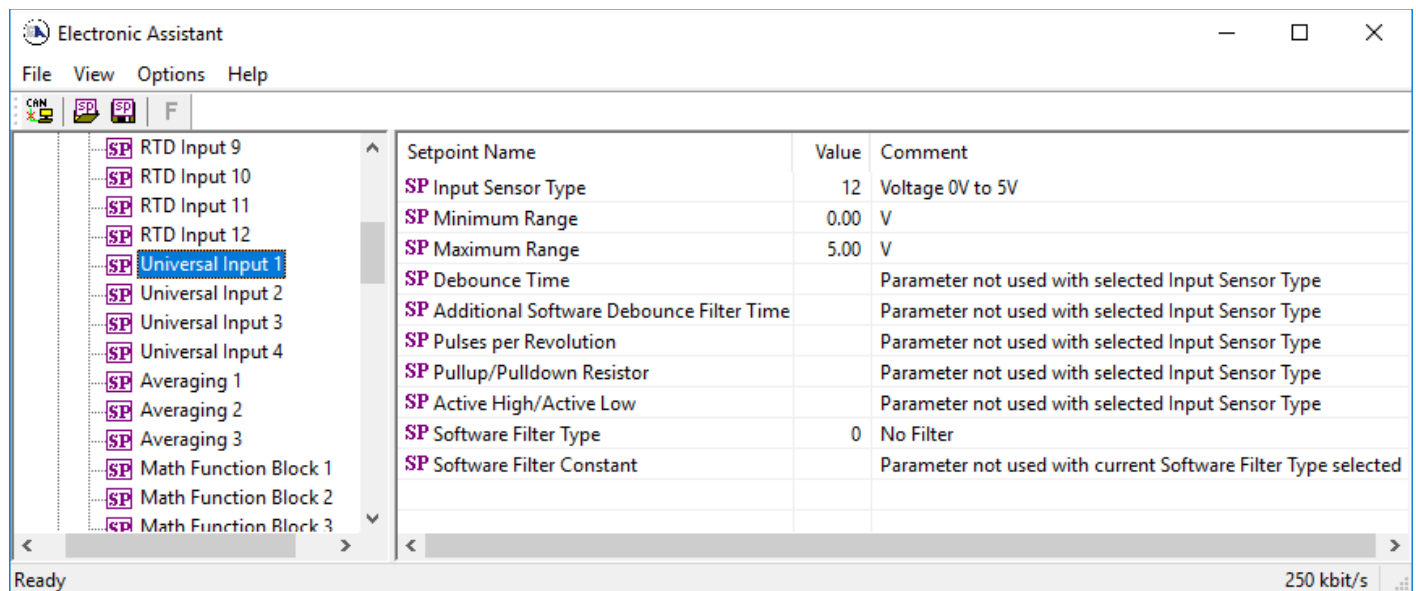 Electronic Assistant
File View Options Help
CAN SP SP F
SP RTD Input 9
SP RTD Input 10
SP RTD Input 11
SP RTD Input 12
SP Universal Input 1
SP Universal Input 2
SP Universal Input 3
SP Universal Input 4
SP Averaging 1
SP Averaging 2
SP Averaging 3
SP Math Function Block 1
SP Math Function Block 2
SP Math Function Block 3
Setpoint Name Value Comment
SP Input Sensor Type 12 Voltage 0V to 5V
SP Minimum Range 0.00 V
SP Maximum Range 5.00 V
SP Debounce Time Parameter not used with selected Input Sensor Type
SP Additional Software Debounce Filter Time Parameter not used with selected Input Sensor Type
SP Pulses per Revolution Parameter not used with selected Input Sensor Type
SP Pullup/Pulldown Resistor Parameter not used with selected Input Sensor Type
SP Active High/Active Low Parameter not used with selected Input Sensor Type
SP Software Filter Type 0 No Filter
SP Software Filter Constant Parameter not used with current Software Filter Type selected
Ready 250 kbit/s